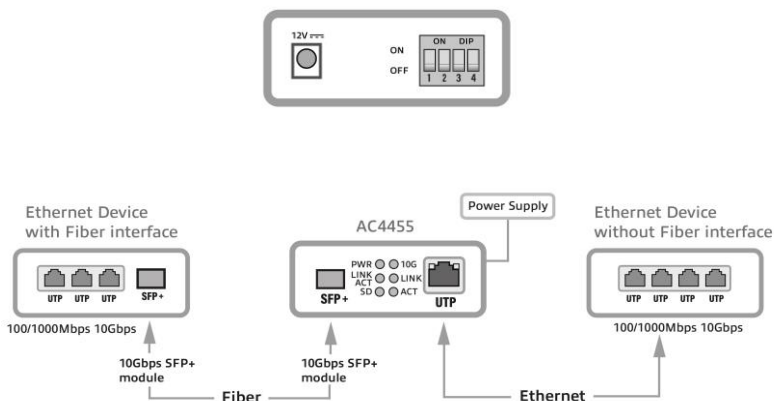 12V
ON DIP
ON
OFF
1 2 3 4
Power Supply
Ethernet Device
with Fiber interface
AC4455
Ethernet Device
without Fiber interface
PWR 10G
LINK
ACT LINK
SD ACT
UTP UTP UTP SFP+
SFP+ UTP
UTP UTP UTP UTP
100/1000Mbps 10Gbps
100/1000Mbps 10Gbps
10Gbps SFP+
module
10Gbps SFP+
module
Fiber
Ethernet